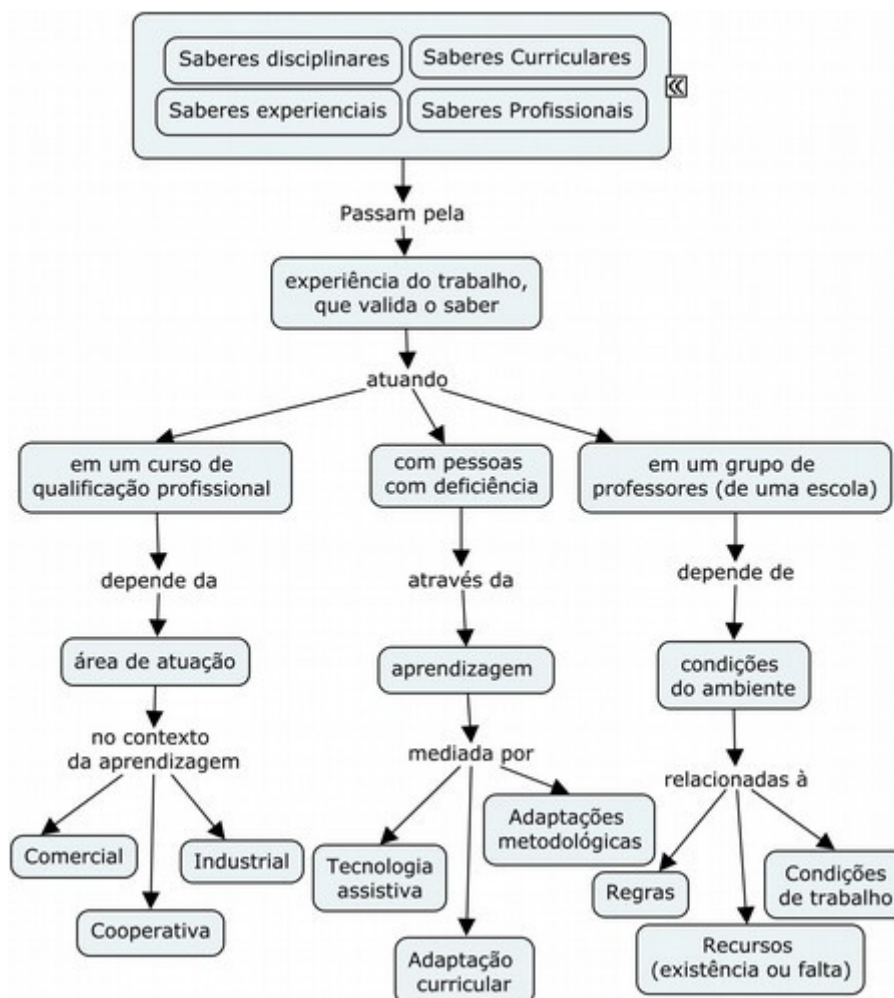 Saberes disciplinares
Saberes Curriculares
Saberes experienciais
Saberes Profissionais
Passam pela
experiência do trabalho,
que valida o saber
atuando
em um curso de
qualificação profissional
com pessoas
com deficiência
em um grupo de
professores (de uma escola)
depende da
através da
depende de
área de atuação
aprendizagem
condições
do ambiente
no contexto
da aprendizagem
mediada por
relacionadas à
Comercial
Cooperativa
Industrial
Tecnologia
assistiva
Adaptação
curricular
Adaptações
metodológicas
Regras
Recursos
(existência ou falta)
Condições
de trabalho